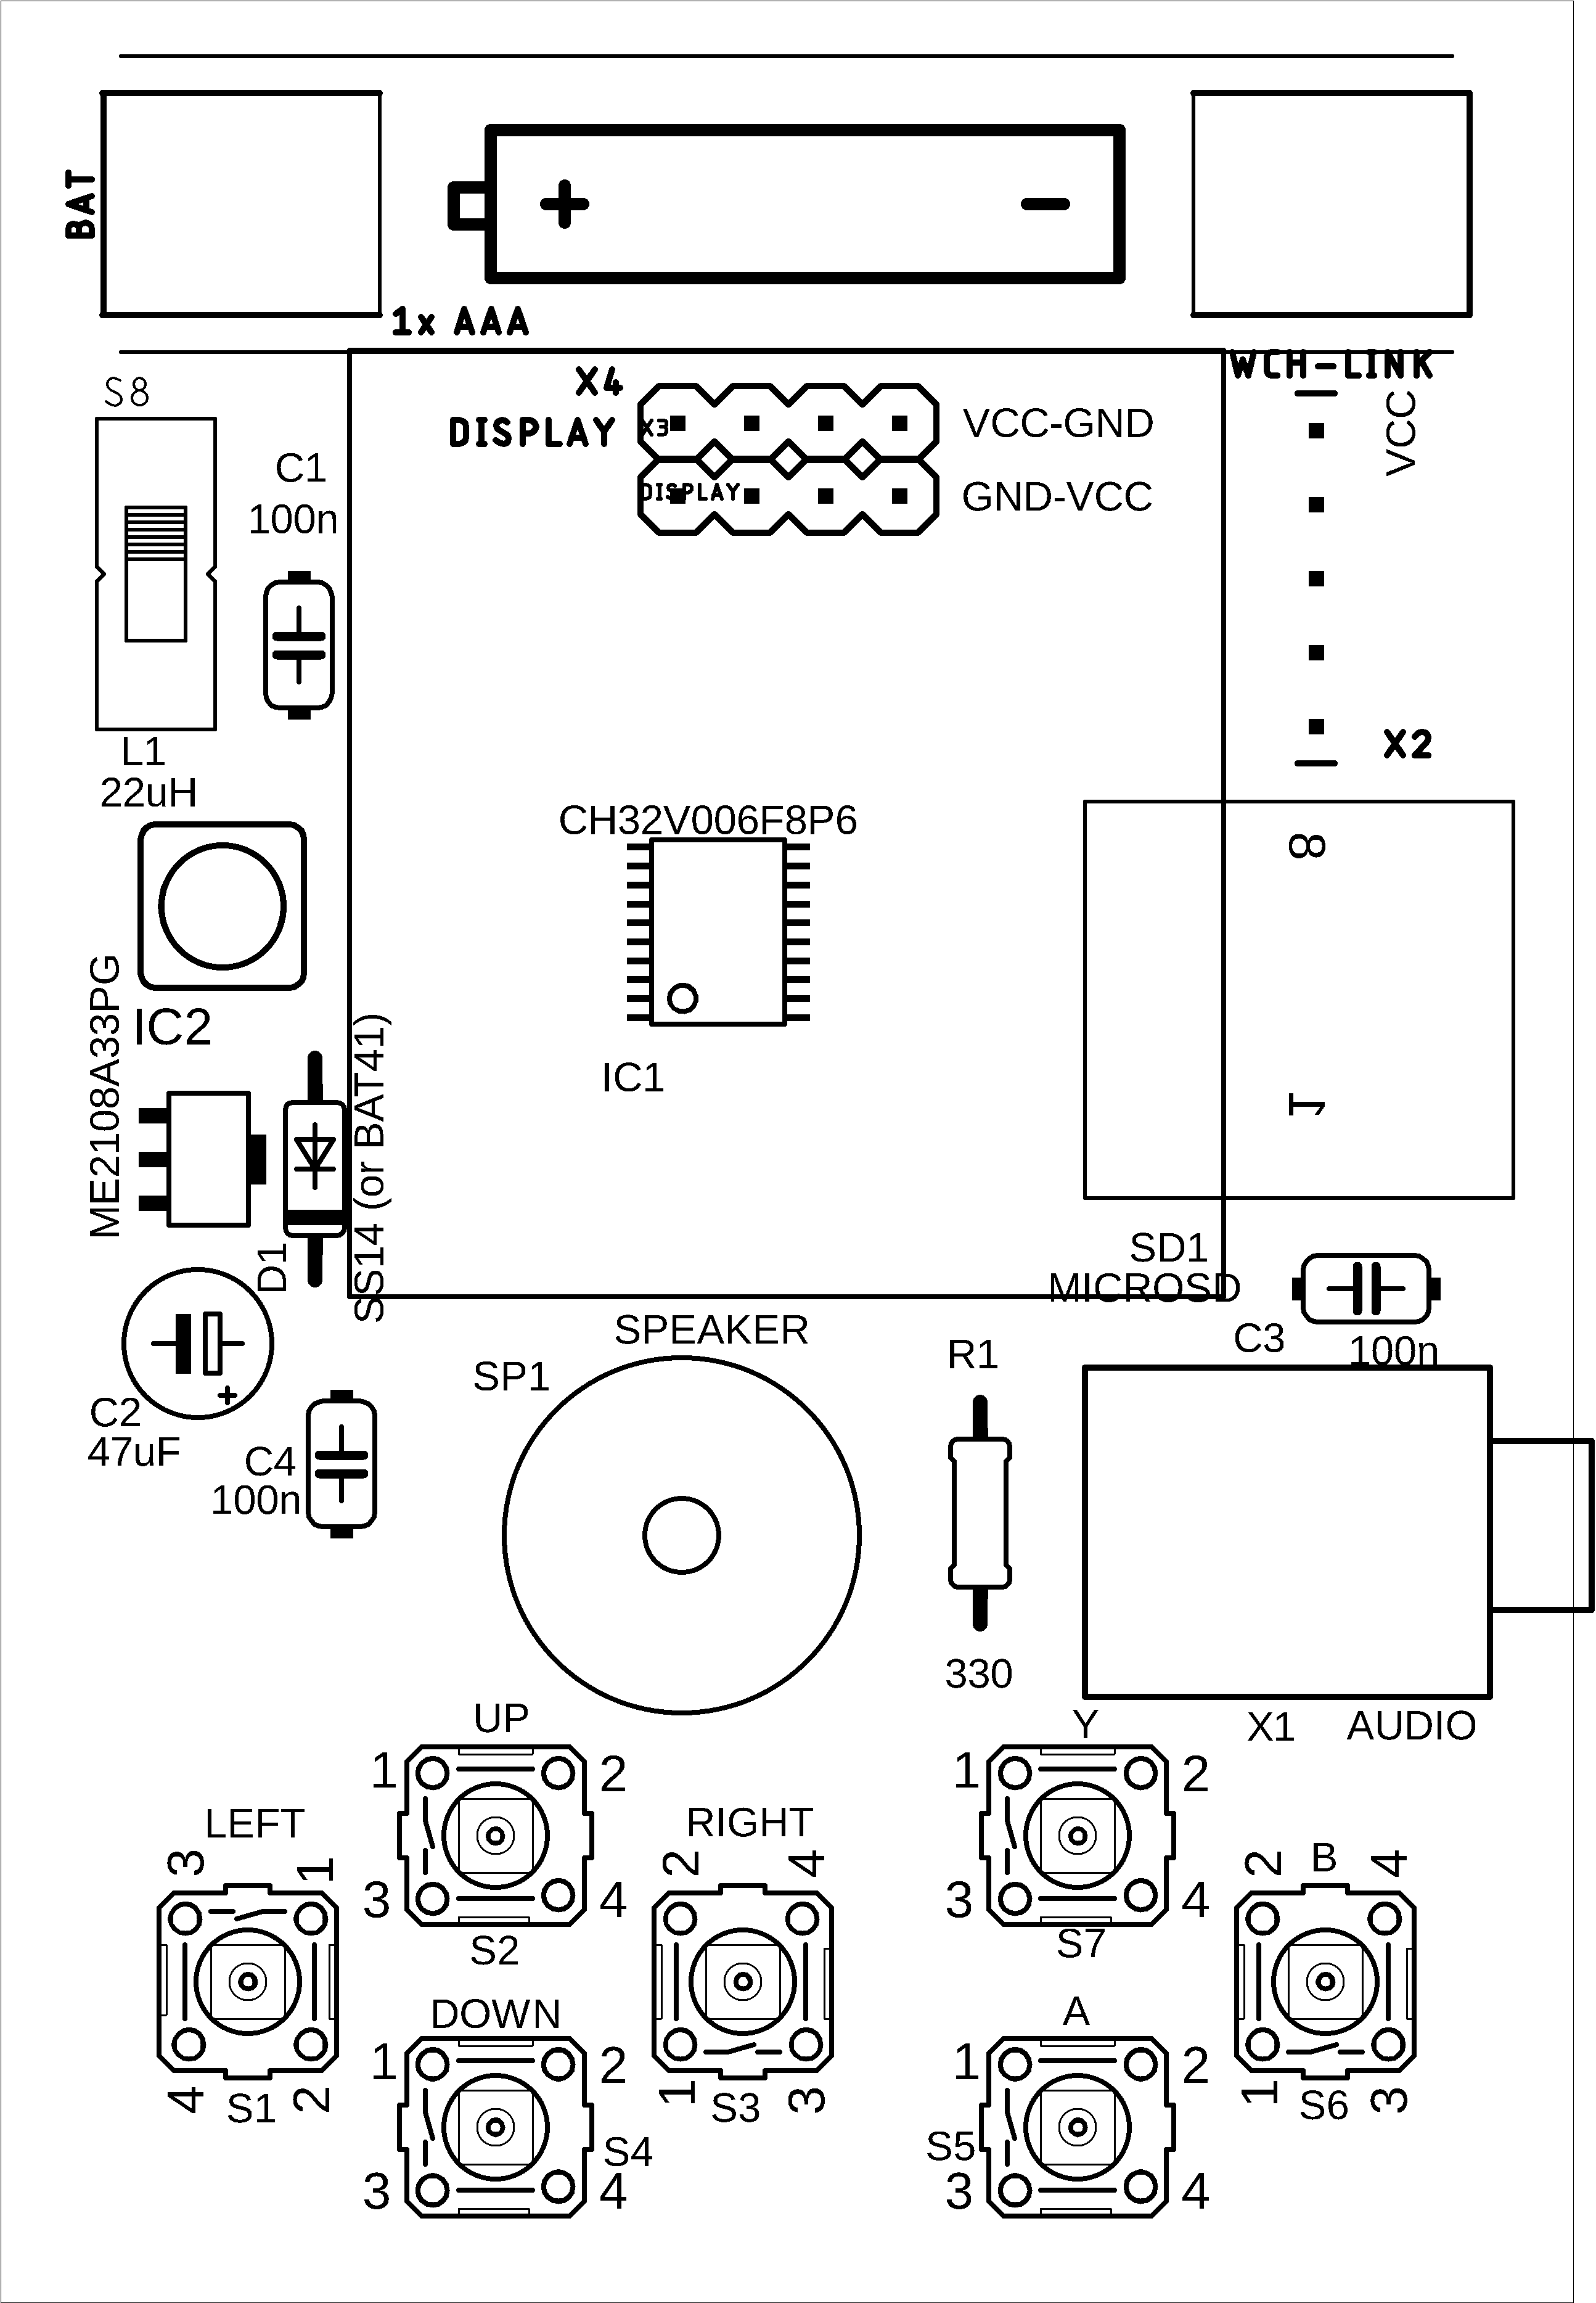 BAT
+ −
1x AAA
WCH-LINK
S8
X4
DISPLAY
X3
VCC-GND
DISPLAY
GND-VCC
VCC
C1
100n
X2
L1
22uH
CH32V006F8P6
8
IC2
ME2108A33PG
IC1
1
SS14 (or BAT41)
D1
SD1
MICROSD
C3
100n
SPEAKER
SP1
R1
+
C2
47uF
C4
100n
330
X1 AUDIO
UP
1 2
3 4
S2
Y
1 2
3 4
S7
LEFT
3 1
4 S1 2
RIGHT
2 4
1 S3 3
B
2 4
1 S6 3
DOWN
1 2
S4
3 4
A
1 2
S5
3 4